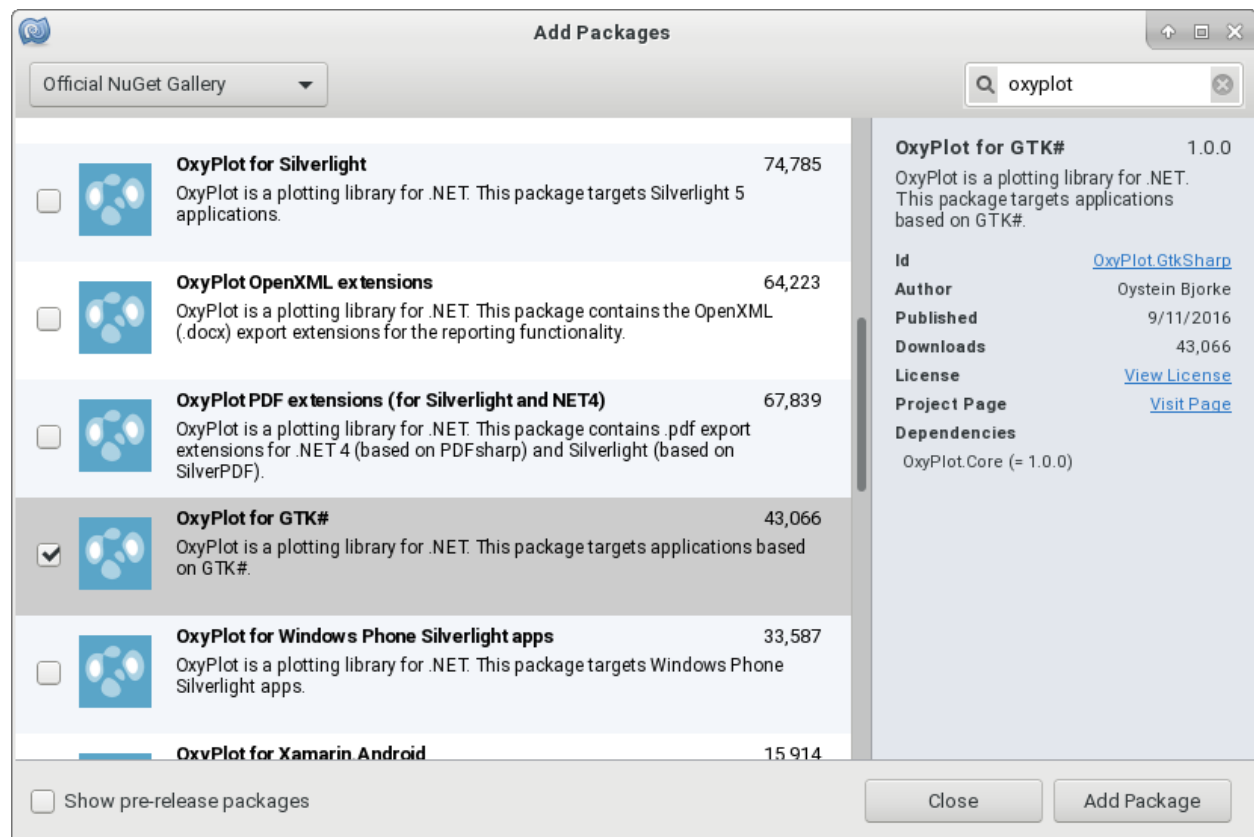 Add Packages
Official NuGet Gallery
oxyplot
OxyPlot for Silverlight 74,785
OxyPlot is a plotting library for .NET. This package targets Silverlight 5
applications.
OxyPlot OpenXML extensions 64,223
OxyPlot is a plotting library for .NET. This package contains the OpenXML
(.docx) export extensions for the reporting functionality.
OxyPlot PDF extensions (for Silverlight and NET4) 67,839
OxyPlot is a plotting library for .NET. This package contains .pdf export
extensions for .NET 4 (based on PDFsharp) and Silverlight (based on
SilverPDF).
OxyPlot for GTK# 43,066
OxyPlot is a plotting library for .NET. This package targets applications based
on GTK#.
OxyPlot for Windows Phone Silverlight apps 33,587
OxyPlot is a plotting library for .NET. This package targets Windows Phone
Silverlight apps.
OxyPlot for Xamarin.Android 15,914
OxyPlot for GTK# 1.0.0
OxyPlot is a plotting library for .NET.
This package targets applications
based on GTK#.
Id OxyPlot.GtkSharp
Author Oystein Bjorke
Published 9/11/2016
Downloads 43,066
License View License
Project Page Visit Page
Dependencies
OxyPlot.Core (= 1.0.0)
Show pre-release packages
Close
Add Package